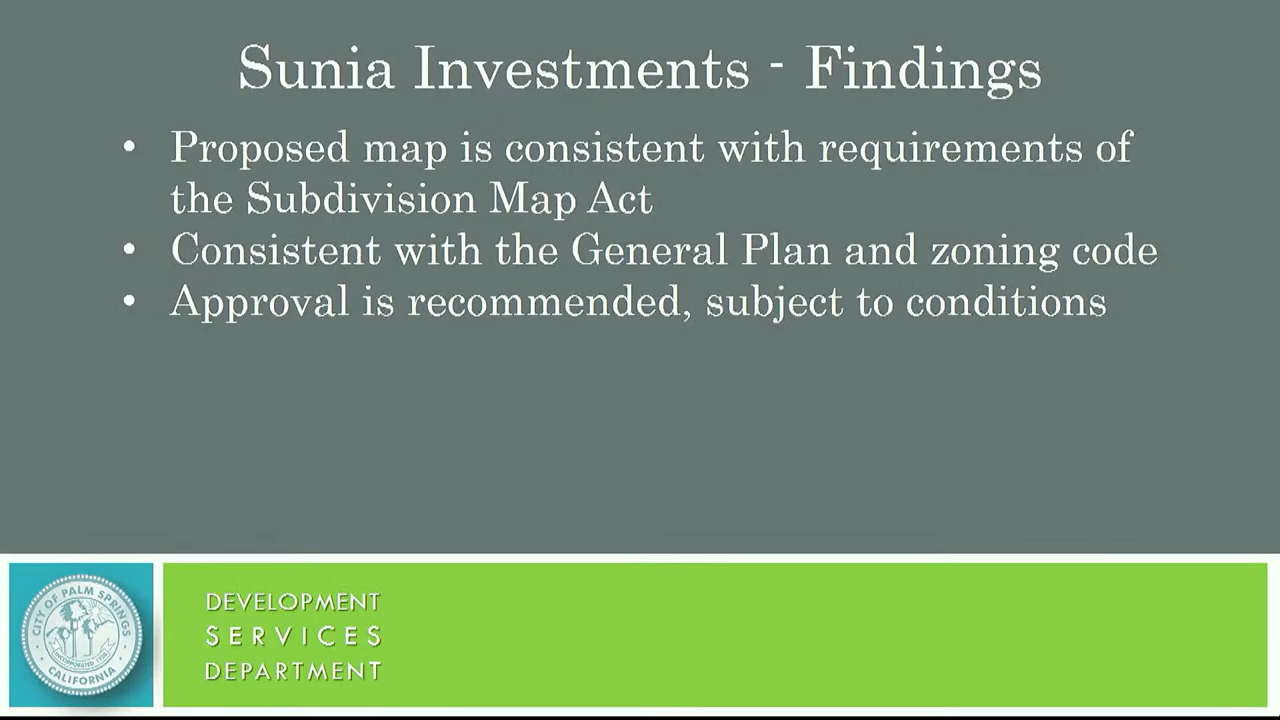 Sunia Investments - Findings
• Proposed map is consistent with requirements of
the Subdivision Map Act
• Consistent with the General Plan and zoning code
• Approval is recommended, subject to conditions
CITY OF PALM SPRINGS
CALIFORNIA
DEVELOPMENT
SERVICES
DEPARTMENT